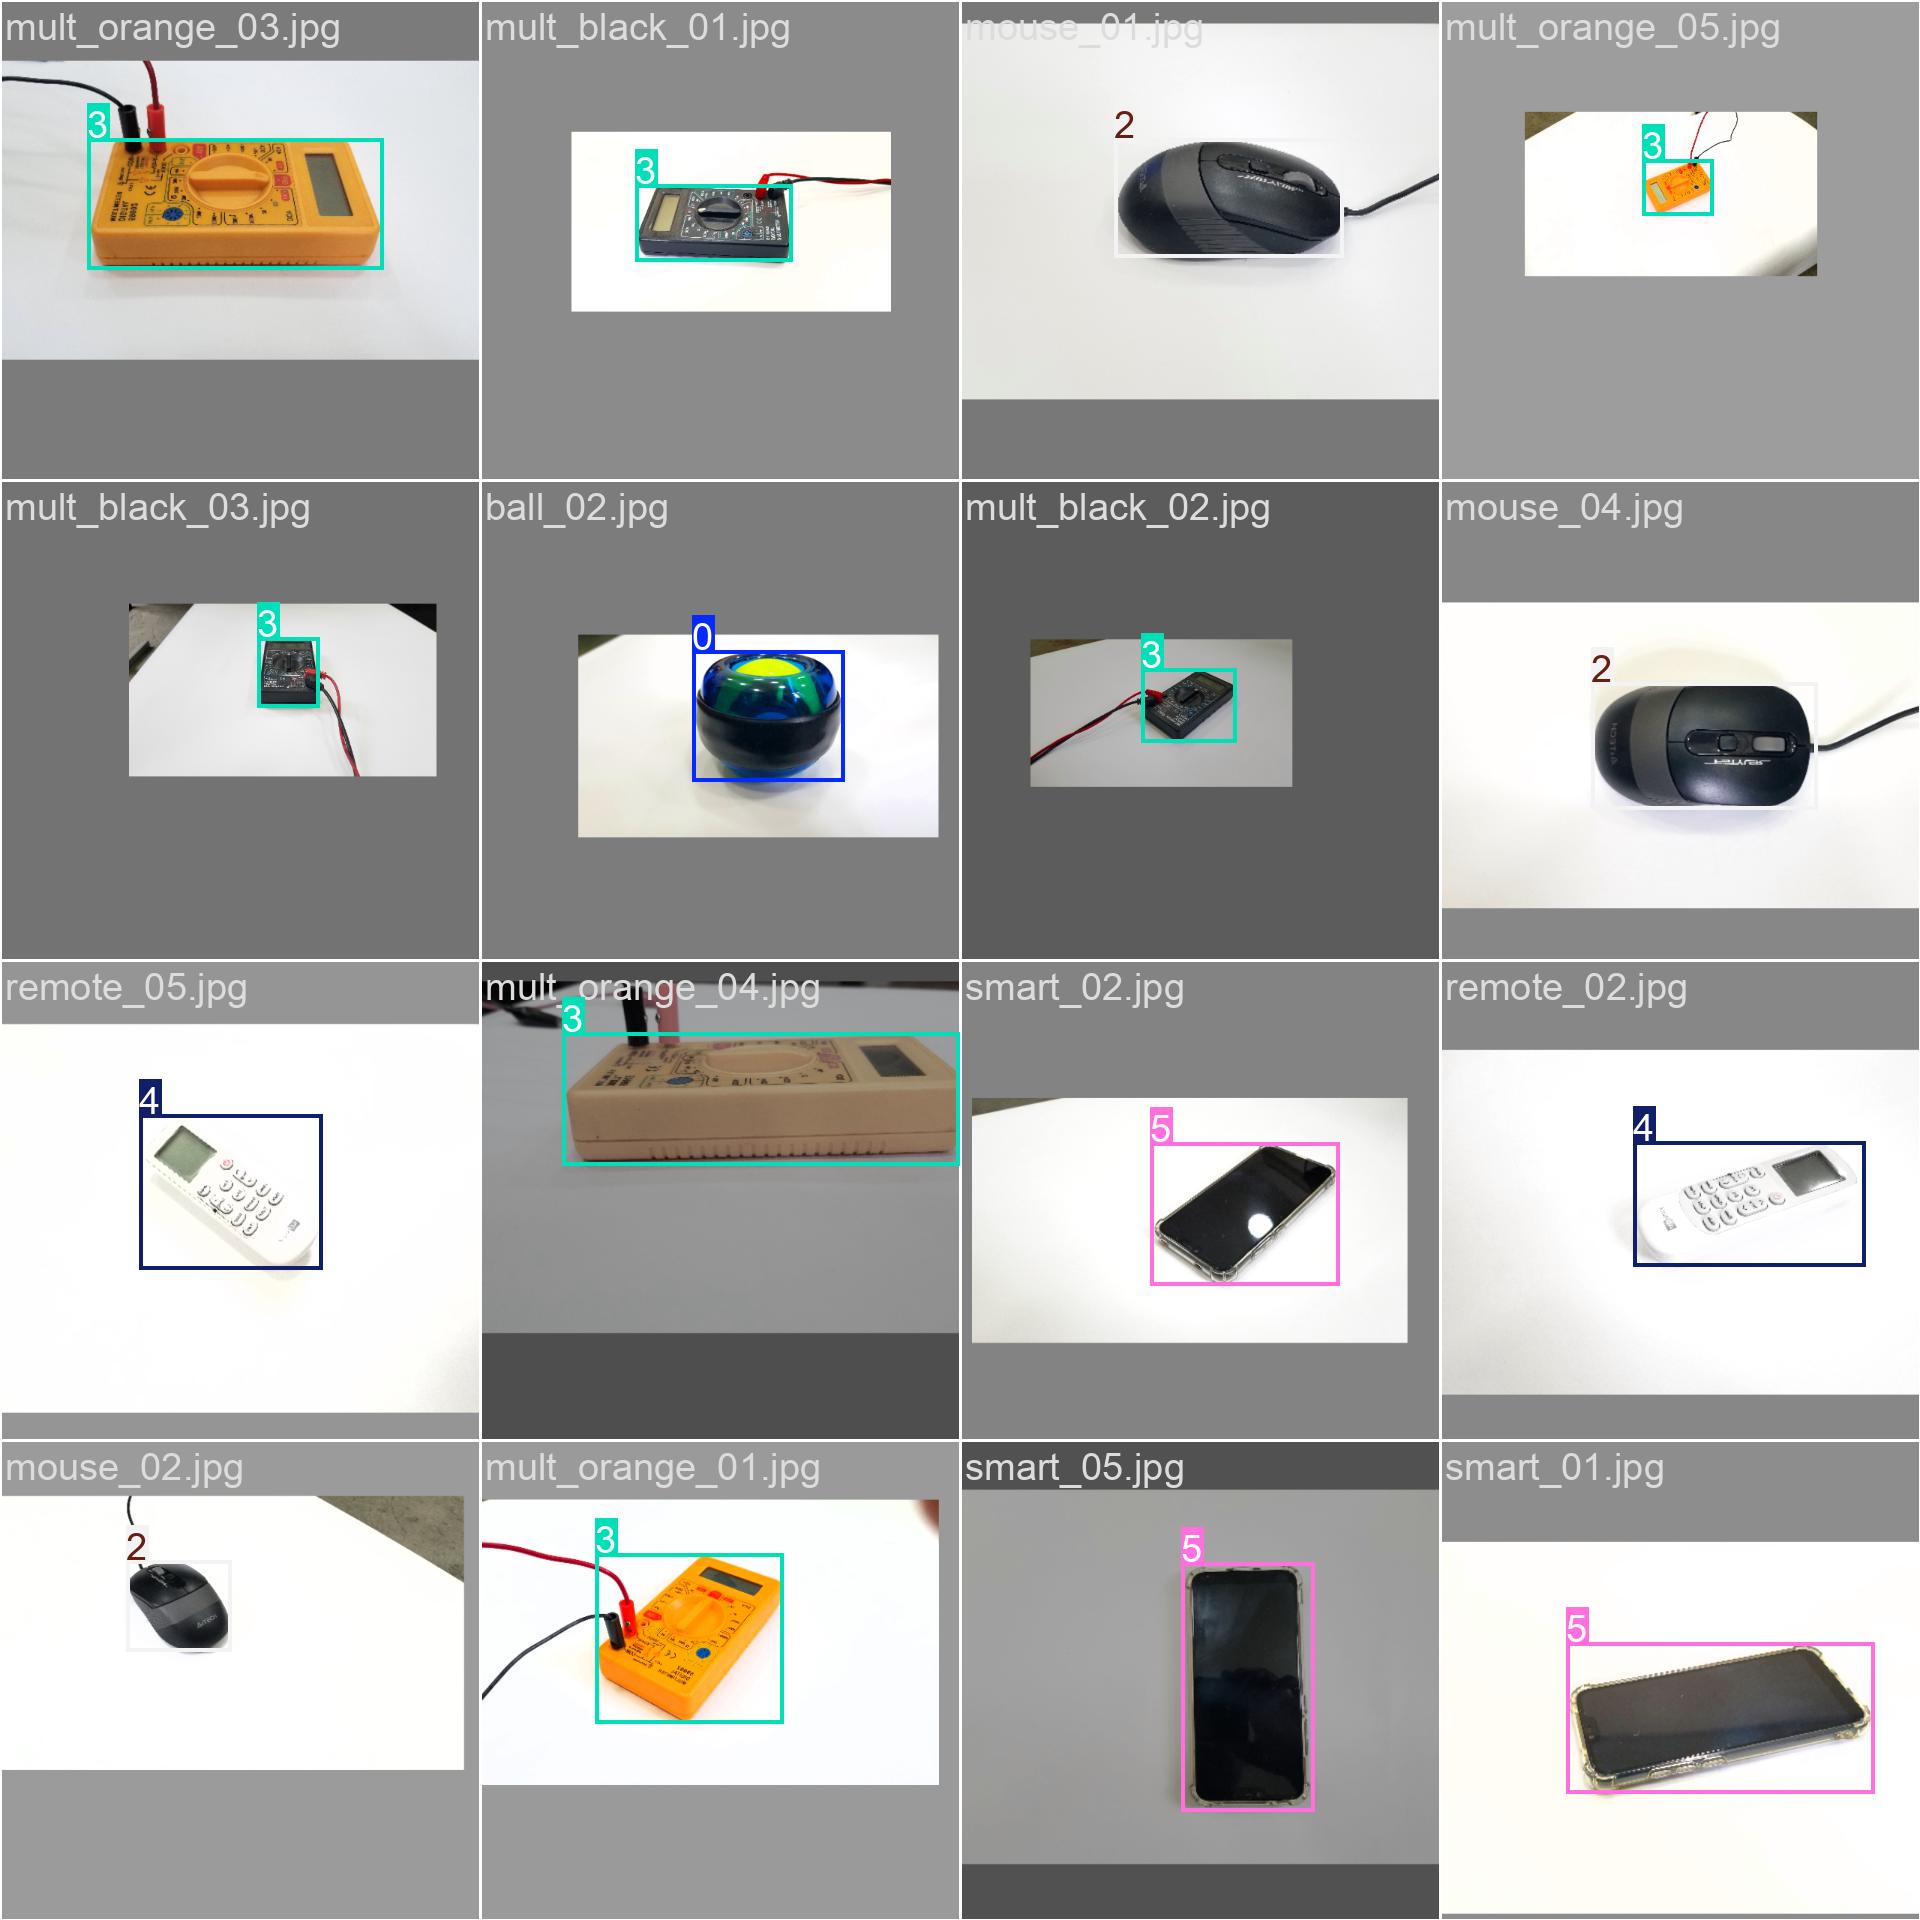 mult_orange_03.jpg
3
mult_black_01.jpg
3
mouse_01.jpg
2
mult_orange_05.jpg
3
mult_black_03.jpg
3
ball_02.jpg
0
mult_black_02.jpg
3
mouse_04.jpg
2
remote_05.jpg
4
mult_orange_04.jpg
3
smart_02.jpg
5
remote_02.jpg
4
mouse_02.jpg
2
mult_orange_01.jpg
3
smart_05.jpg
5
smart_01.jpg
5